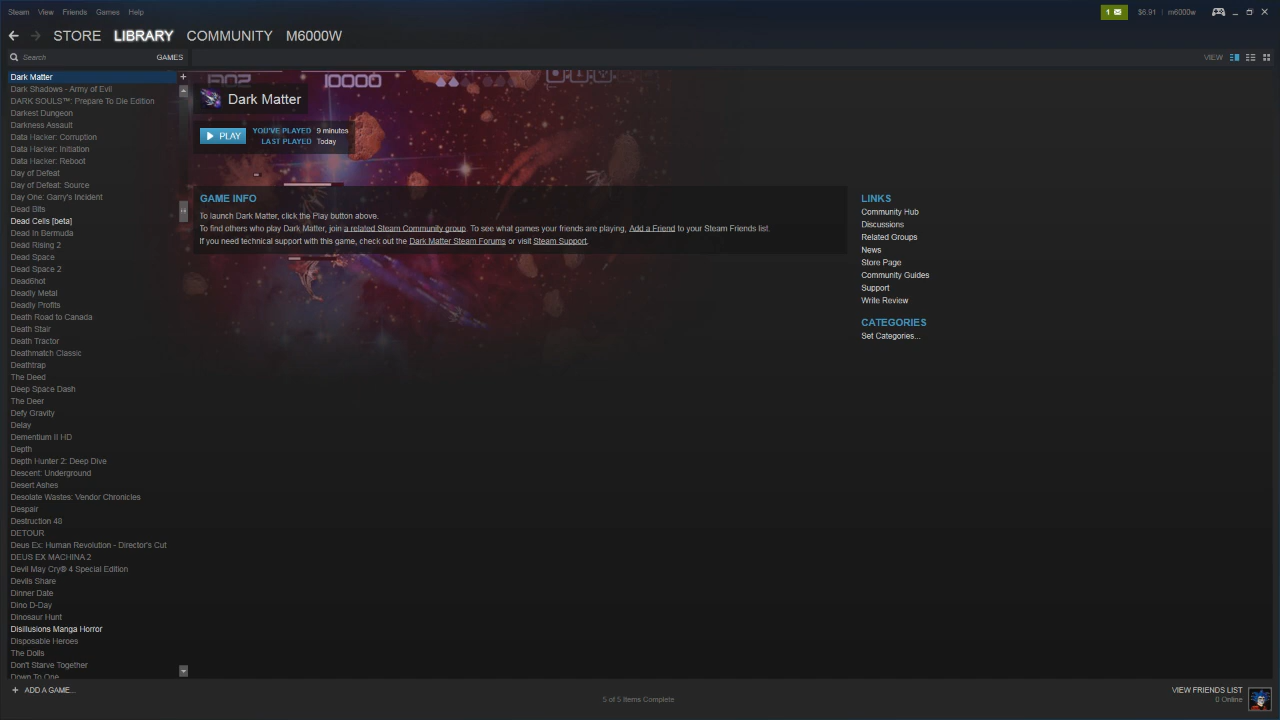 Steam View Friends Games Help
1
$6.91 | m6000w
STORE LIBRARY COMMUNITY M6000W
Search GAMES
VIEW
Dark Matter
Dark Shadows - Army of Evil
DARK SOULS™: Prepare To Die Edition
Darkest Dungeon
Darkness Assault
Data Hacker: Corruption
Data Hacker: Initiation
Data Hacker: Reboot
Day of Defeat
Day of Defeat: Source
Day One: Garry's Incident
Dead Bits
Dead Cells [beta]
Dead In Bermuda
Dead Rising 2
Dead Space
Dead Space 2
Dead6hot
Deadly Metal
Deadly Profits
Death Road to Canada
Death Stair
Death Tractor
Deathmatch Classic
Deathtrap
The Deed
Deep Space Dash
The Deer
Defy Gravity
Delay
Dementium II HD
Depth
Depth Hunter 2: Deep Dive
Descent: Underground
Desert Ashes
Desolate Wastes: Vendor Chronicles
Despair
Destruction 48
DETOUR
Deus Ex: Human Revolution - Director's Cut
DEUS EX MACHINA 2
Devil May Cry® 4 Special Edition
Devils Share
Dinner Date
Dino D-Day
Dinosaur Hunt
Disillusions Manga Horror
Disposable Heroes
The Dolls
Don't Starve Together
Down To One
+ ADD A GAME...
10000
Dark Matter
PLAY
YOU'VE PLAYED 9 minutes
LAST PLAYED Today
GAME INFO
To launch Dark Matter, click the Play button above.
To find others who play Dark Matter, join a related Steam Community group. To see what games your friends are playing, Add a Friend to your Steam Friends list.
If you need technical support with this game, check out the Dark Matter Steam Forums or visit Steam Support.
LINKS
Community Hub
Discussions
Related Groups
News
Store Page
Community Guides
Support
Write Review
CATEGORIES
Set Categories...
5 of 5 Items Complete
VIEW FRIENDS LIST
0 Online